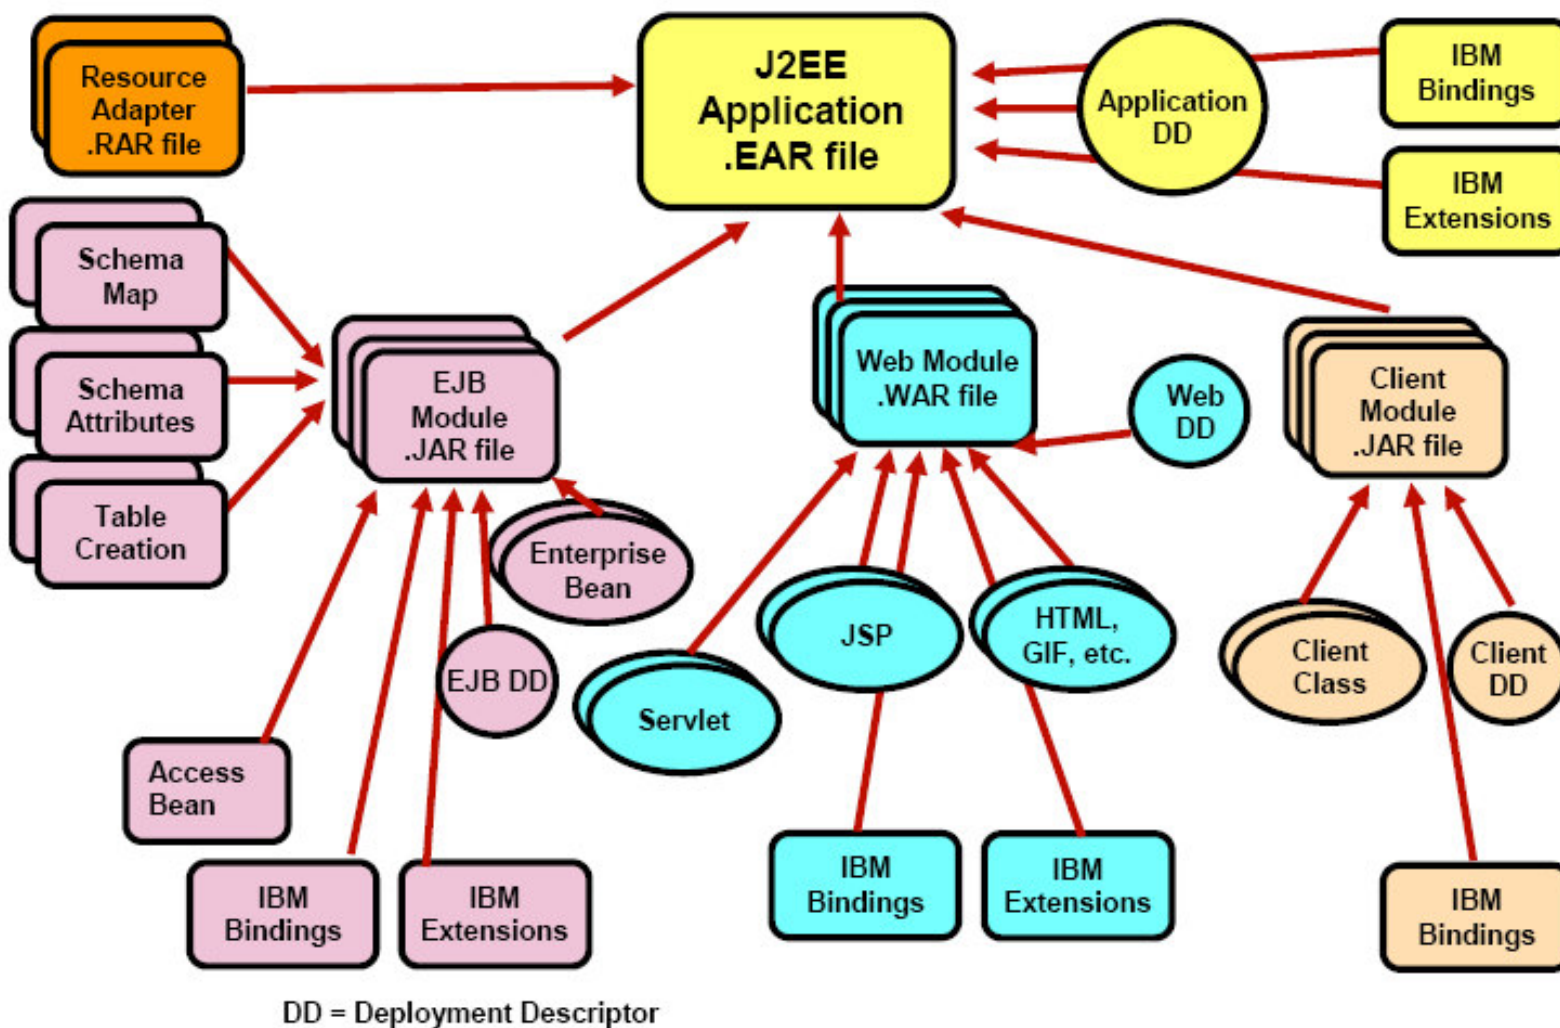 Resource
Adapter
.RAR file
J2EE
Application
.EAR file
Application
DD
IBM
Bindings
IBM
Extensions
Schema
Map
Schema
Attributes
Table
Creation
EJB
Module
.JAR file
Web Module
.WAR file
Web
DD
Client
Module
.JAR file
Enterprise
Bean
EJB DD
Servlet
JSP
HTML,
GIF, etc.
Client
Class
Client
DD
Access
Bean
IBM
Bindings
IBM
Extensions
IBM
Bindings
IBM
Extensions
IBM
Bindings
DD = Deployment Descriptor